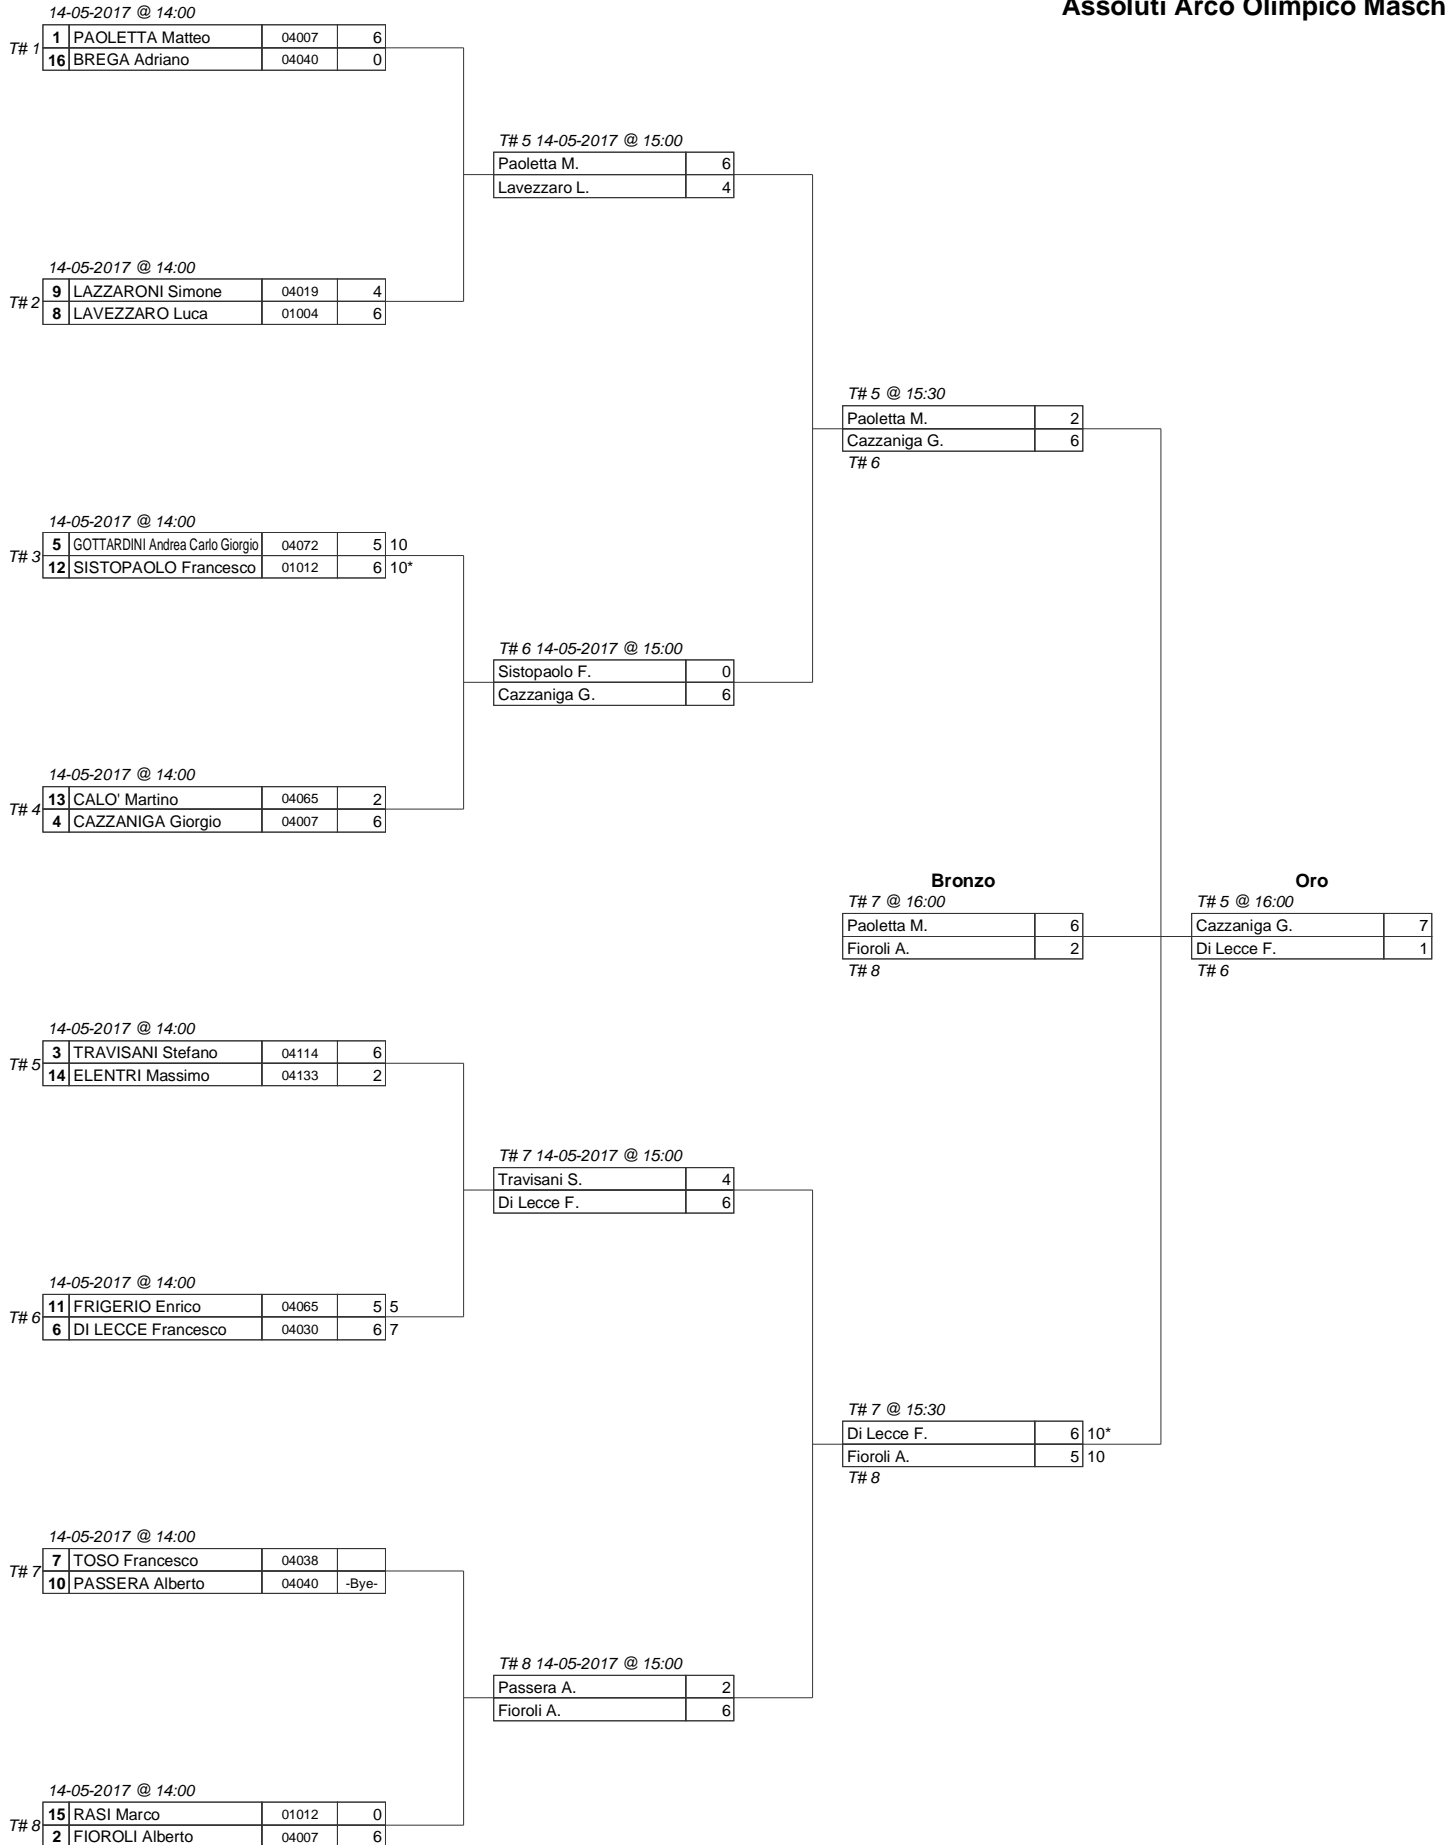 Assoluti Arco Olimpico Masch
14-05-2017 @ 14:00
T# 1
1 PAOLETTA Matteo 04007 6
16 BREGA Adriano 04040 0
T# 5 14-05-2017 @ 15:00
Paoletta M. 6
Lavezzaro L. 4
14-05-2017 @ 14:00
T# 2
9 LAZZARONI Simone 04019 4
8 LAVEZZARO Luca 01004 6
T# 5 @ 15:30
Paoletta M. 2
Cazzaniga G. 6
T# 6
14-05-2017 @ 14:00
T# 3
5 GOTTARDINI Andrea Carlo Giorgio 04072 5 10
12 SISTOPAOLO Francesco 01012 6 10*
T# 6 14-05-2017 @ 15:00
Sistopaolo F. 0
Cazzaniga G. 6
14-05-2017 @ 14:00
T# 4
13 CALO' Martino 04065 2
4 CAZZANIGA Giorgio 04007 6
Bronzo
T# 7 @ 16:00
Paoletta M. 6
Fioroli A. 2
T# 8
Oro
T# 5 @ 16:00
Cazzaniga G. 7
Di Lecce F. 1
T# 6
14-05-2017 @ 14:00
T# 5
3 TRAVISANI Stefano 04114 6
14 ELENTRI Massimo 04133 2
T# 7 14-05-2017 @ 15:00
Travisani S. 4
Di Lecce F. 6
14-05-2017 @ 14:00
T# 6
11 FRIGERIO Enrico 04065 5 5
6 DI LECCE Francesco 04030 6 7
T# 7 @ 15:30
Di Lecce F. 6 10*
Fioroli A. 5 10
T# 8
14-05-2017 @ 14:00
T# 7
7 TOSO Francesco 04038
10 PASSERA Alberto 04040 -Bye-
T# 8 14-05-2017 @ 15:00
Passera A. 2
Fioroli A. 6
14-05-2017 @ 14:00
T# 8
15 RASI Marco 01012 0
2 FIOROLI Alberto 04007 6